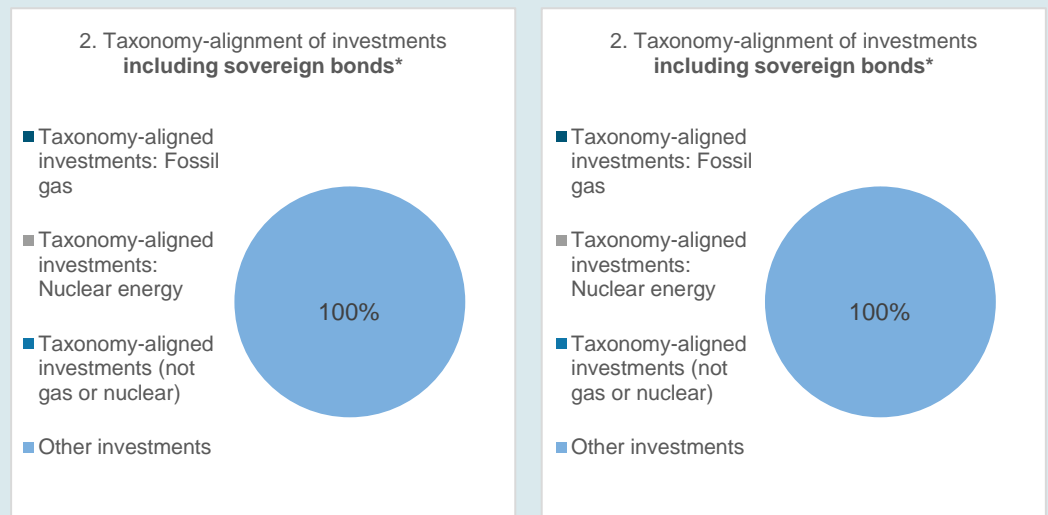 2. Taxonomy-alignment of investments
including sovereign bonds*
Taxonomy-aligned
investments: Fossil
gas
Taxonomy-aligned
investments:
Nuclear energy
Taxonomy-aligned
investments (not
gas or nuclear)
Other investments
100%
2. Taxonomy-alignment of investments
including sovereign bonds*
Taxonomy-aligned
investments: Fossil
gas
Taxonomy-aligned
investments:
Nuclear energy
Taxonomy-aligned
investments (not
gas or nuclear)
Other investments
100%